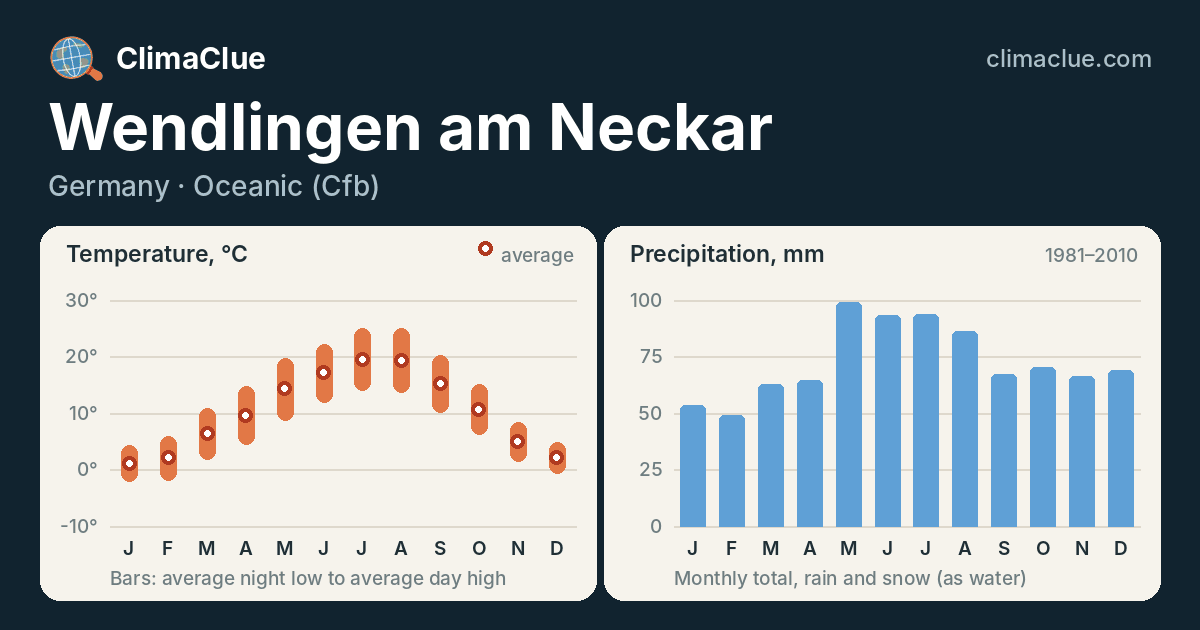 ClimaClue
climaclue.com
Wendlingen am Neckar
Germany · Oceanic (Cfb)
Temperature, °C
average
30°
20°
10°
0°
-10°
J F M A M J J A S O N D
Bars: average night low to average day high
Precipitation, mm
1981–2010
100
75
50
25
0
J F M A M J J A S O N D
Monthly total, rain and snow (as water)